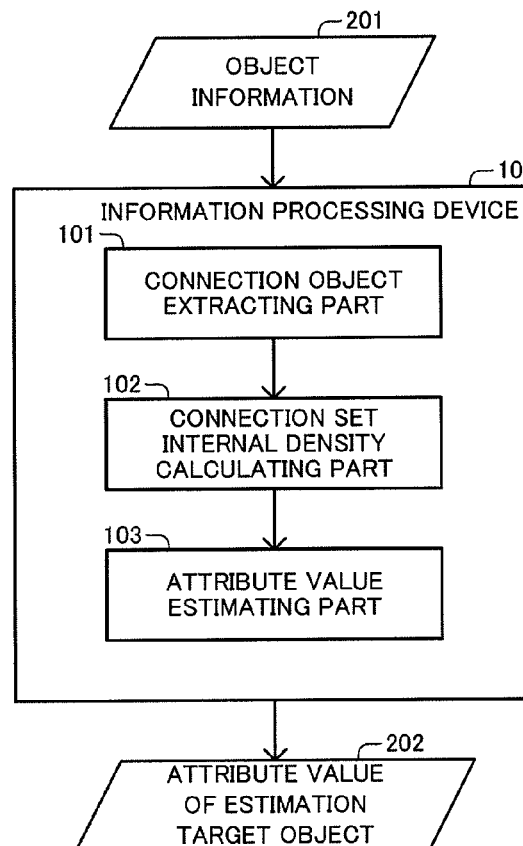 201
OBJECT
INFORMATION
10
INFORMATION PROCESSING DEVICE
101
CONNECTION OBJECT
EXTRACTING PART
102
CONNECTION SET
INTERNAL DENSITY
CALCULATING PART
103
ATTRIBUTE VALUE
ESTIMATING PART
202
ATTRIBUTE VALUE
OF ESTIMATION
TARGET OBJECT